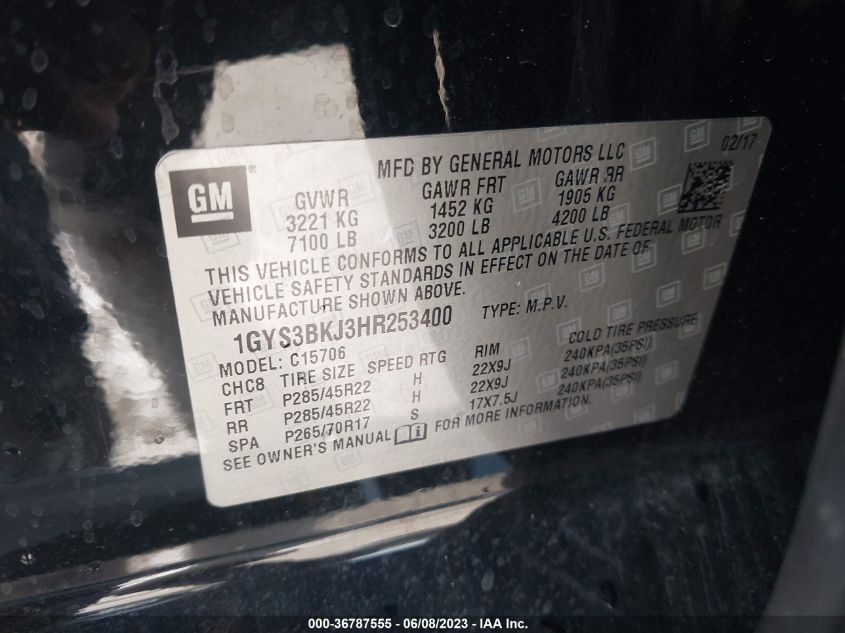 MFD BY GENERAL MOTORS LLC 02/17
GM
GVWR GAWR FRT GAWR RR
3221 KG 1452 KG 1905 KG
7100 LB 3200 LB 4200 LB
THIS VEHICLE CONFORMS TO ALL APPLICABLE U.S. FEDERAL MOTOR
VEHICLE SAFETY STANDARDS IN EFFECT ON THE DATE OF
MANUFACTURE SHOWN ABOVE.
1GYS3BKJ3HR253400 TYPE: M.P.V.
MODEL: C15706
CHC8 TIRE SIZE SPEED RTG RIM COLD TIRE PRESSURE
FRT P285/45R22 H 22X9J 240KPA(35PSI)
RR P285/45R22 H 22X9J 240KPA(35PSI)
SPA P265/70R17 S 17X7.5J 240KPA(35PSI)
SEE OWNER'S MANUAL FOR MORE INFORMATION.
000-36787555 - 06/08/2023 - IAA Inc.